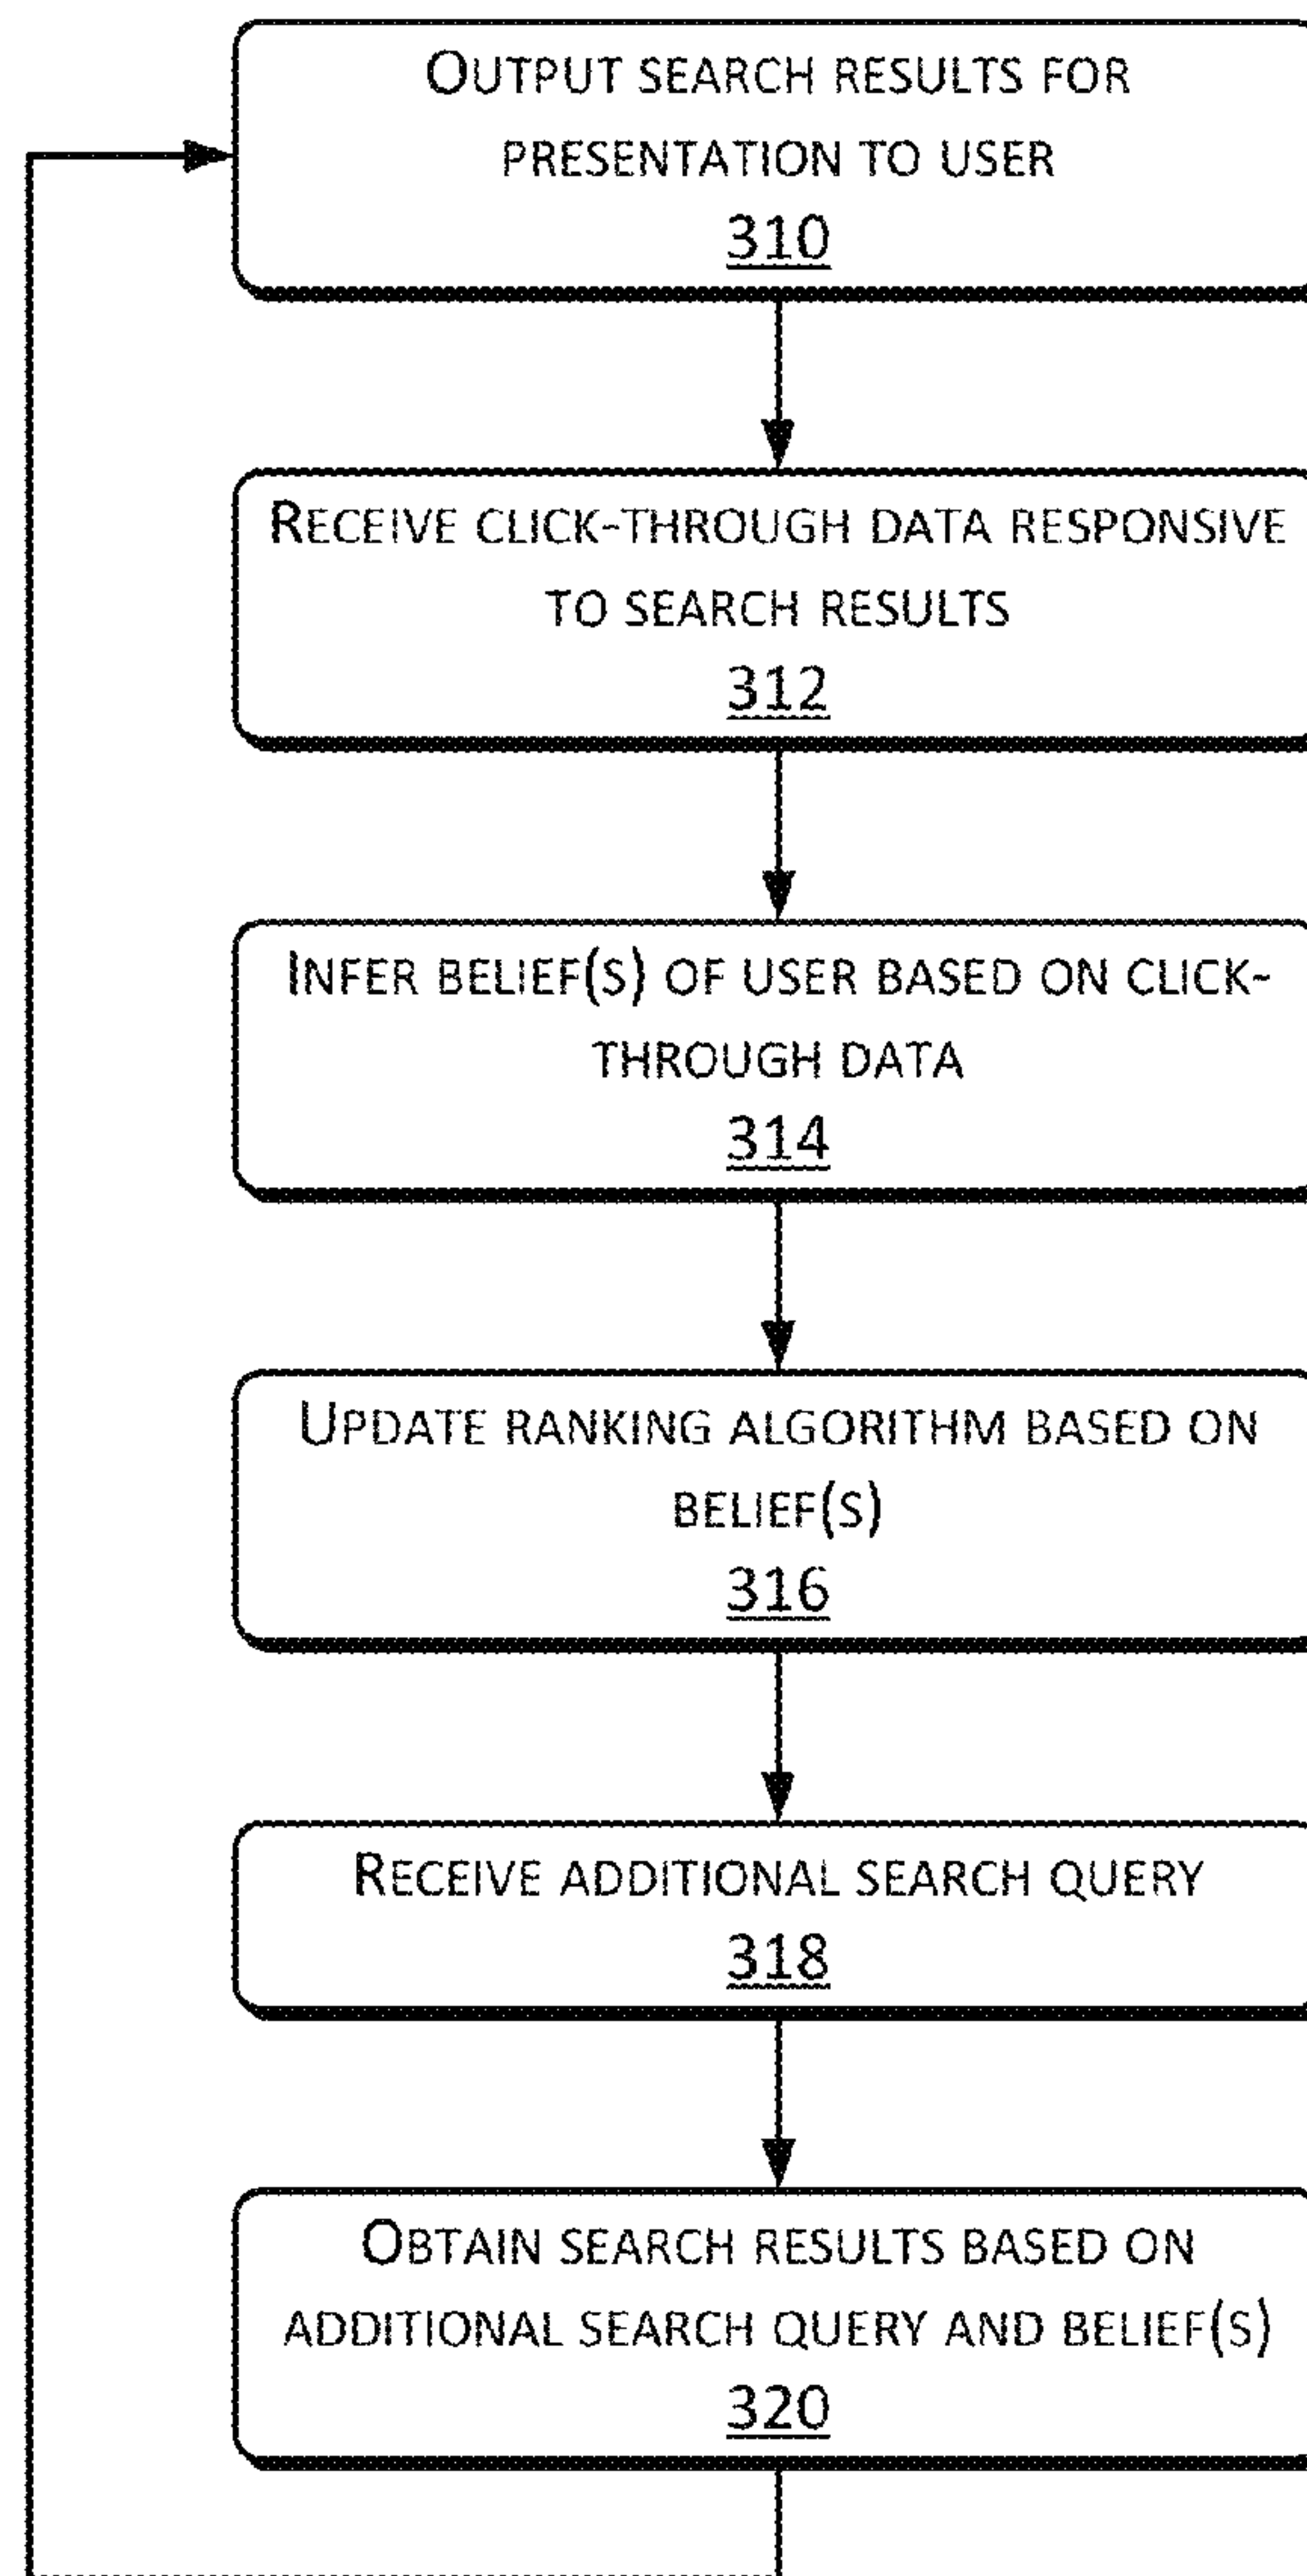 OUTPUT SEARCH RESULTS FOR
PRESENTATION TO USER
310
RECEIVE CLICK-THROUGH DATA RESPONSIVE
TO SEARCH RESULTS
312
INFER BELIEF(S) OF USER BASED ON CLICK-
THROUGH DATA
314
UPDATE RANKING ALGORITHM BASED ON
BELIEF(S)
316
RECEIVE ADDITIONAL SEARCH QUERY
318
OBTAIN SEARCH RESULTS BASED ON
ADDITIONAL SEARCH QUERY AND BELIEF(S)
320